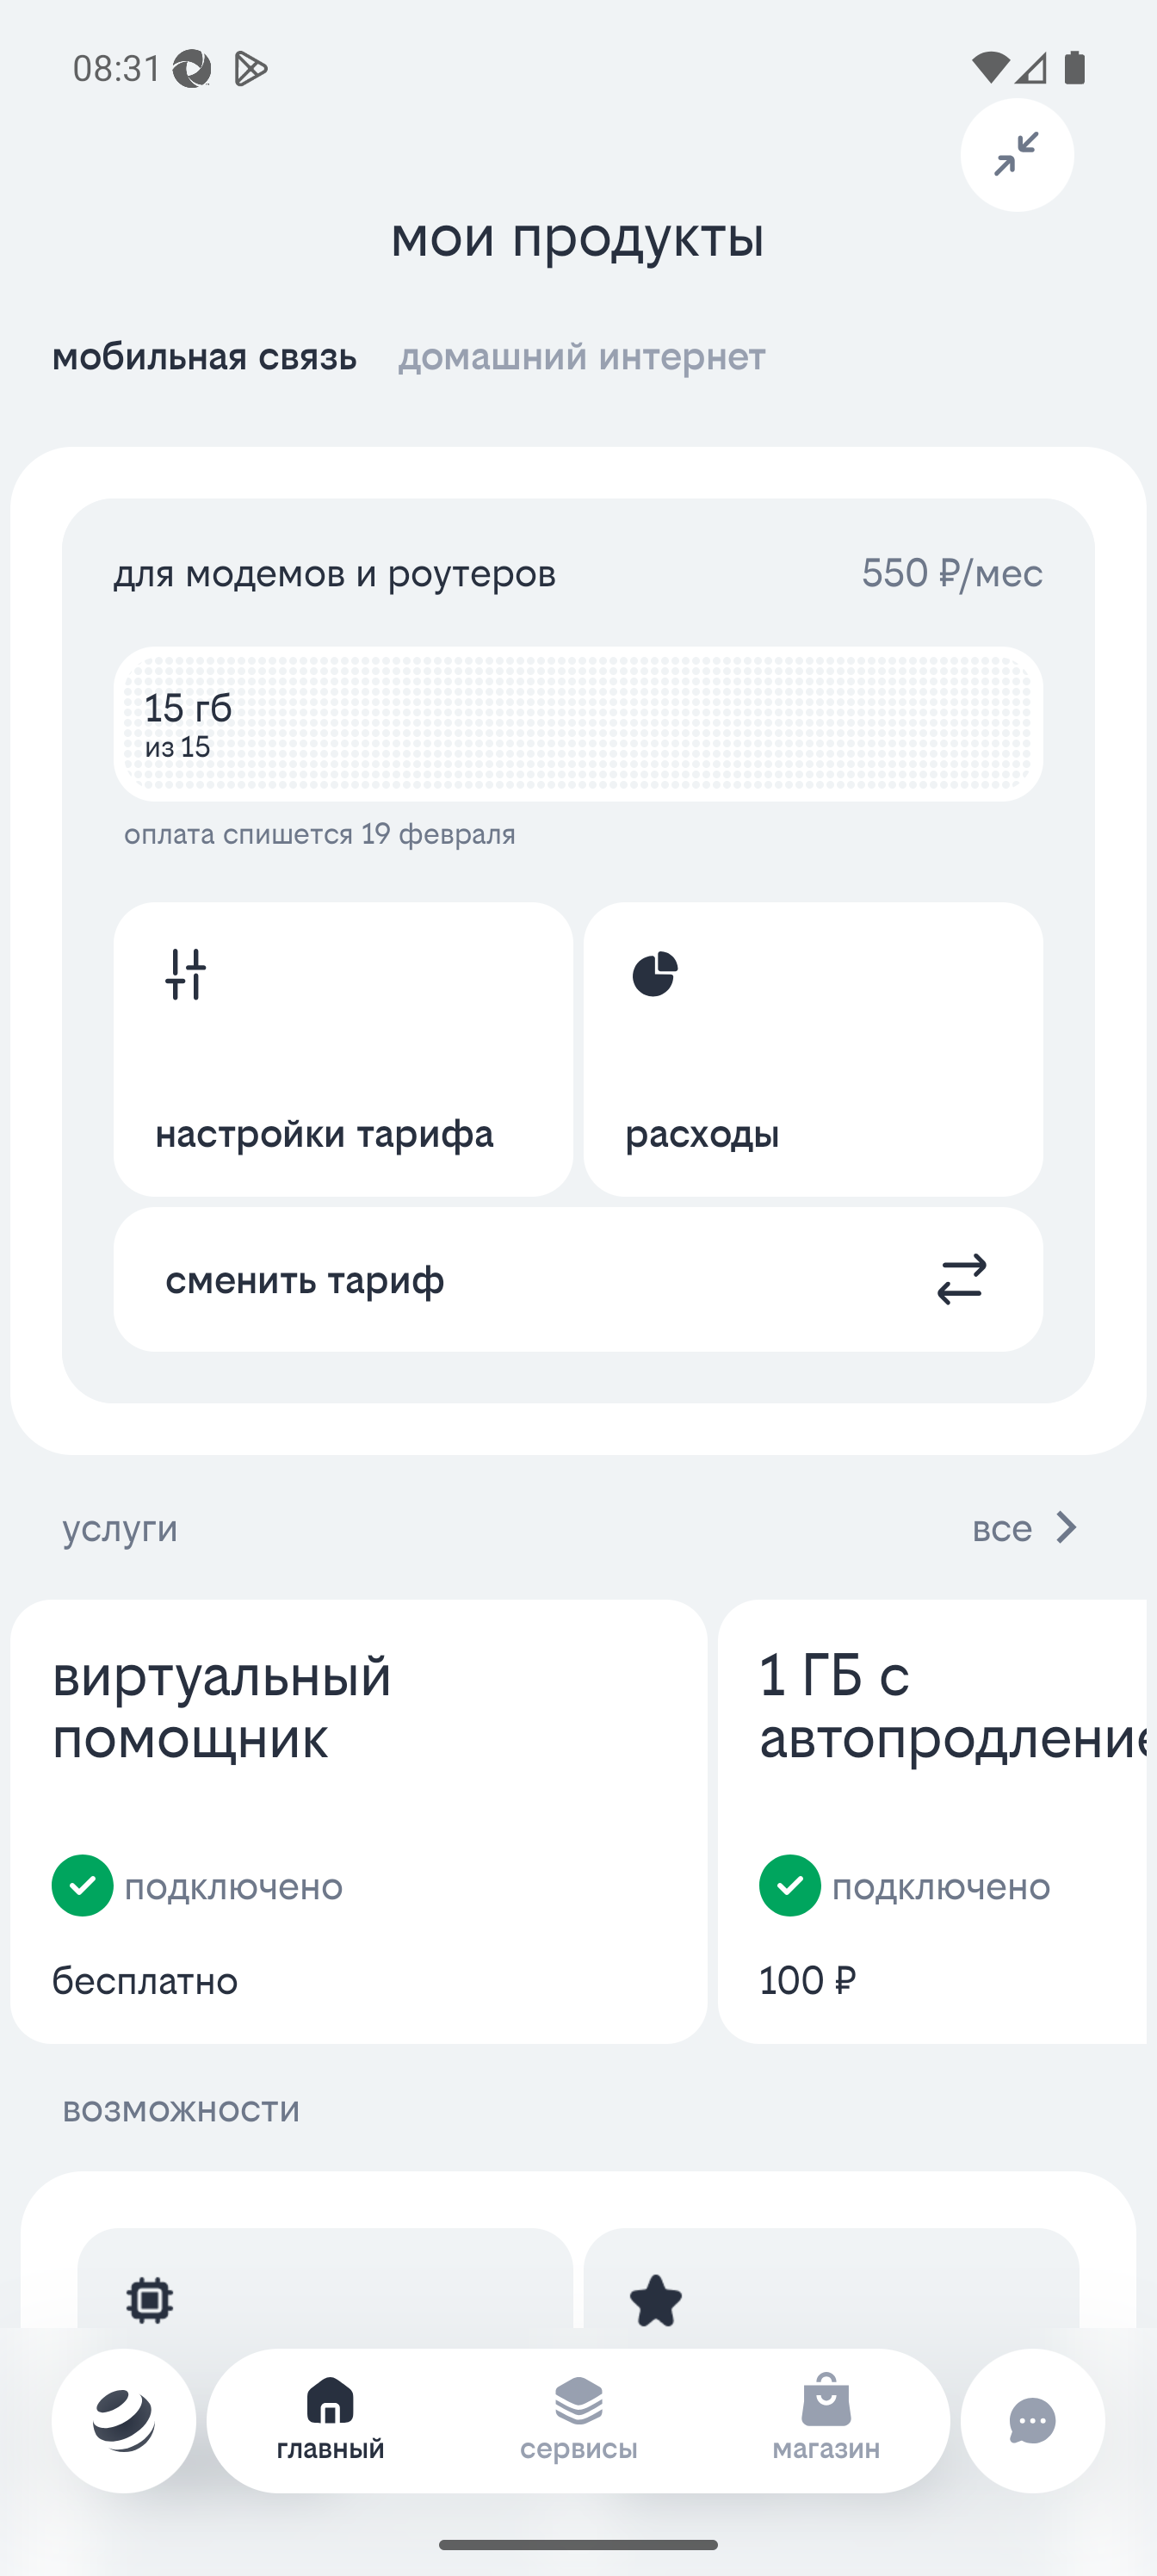 08:31
мои продукты
мобильная связь домашний интернет
для модемов и роутеров 550 ₽/мес
15 гб
из 15
оплата спишется 19 февраля
настройки тарифа расходы
сменить тариф
услуги все
виртуальный
помощник
подключено
бесплатно
1 ГБ с
автопродление
подключено
100 ₽
возможности
главный сервисы магазин